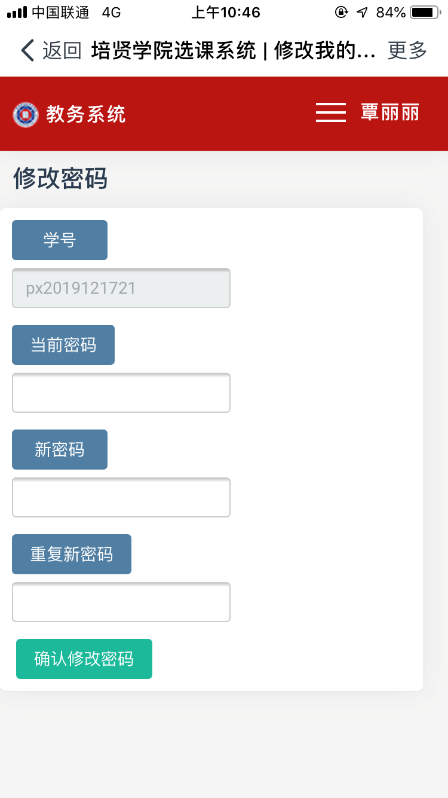 中国联通 4G 上午10:46 84%
返回 培贤学院选课系统 | 修改我的... 更多
教务系统 覃丽丽
修改密码
学号
px2019121721
当前密码
新密码
重复新密码
确认修改密码